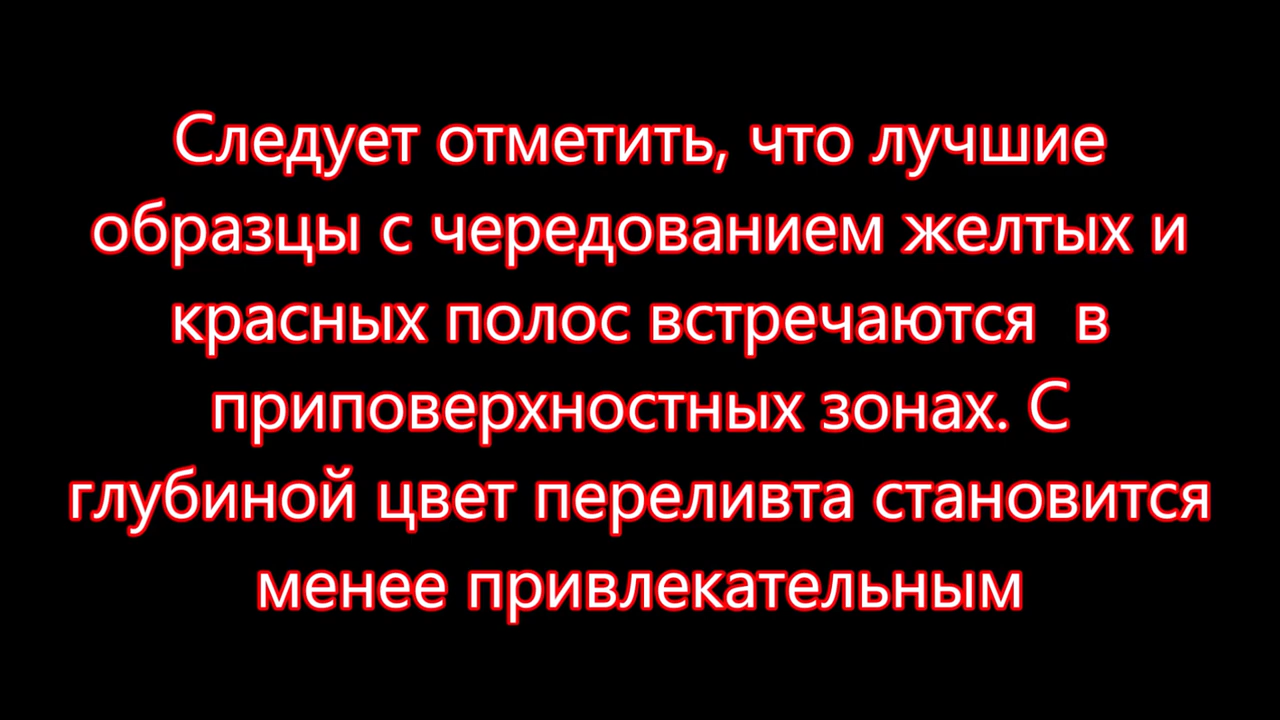 Следует отметить, что лучшие
образцы с чередованием желтых и
красных полос встречаются  в
приповерхностных зонах. С
глубиной цвет переливта становится
менее привлекательным